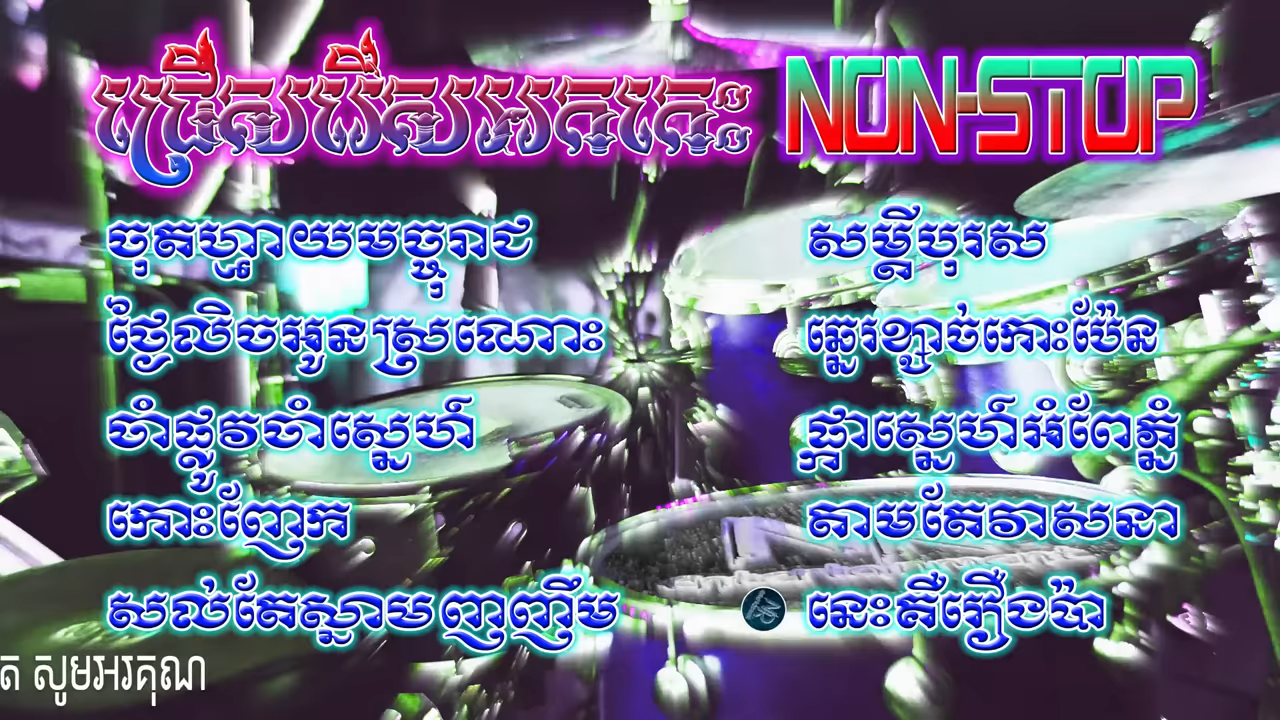 ជ្រើសរើសអកកេះ NON-STOP
ចុតហ្មាយមច្ចុរាជ
ថ្ងៃលិចអូនស្រណោះ
ចាំផ្លូវចាំស្នេហ៍
កោះញែក
សល់តែស្នាមញញឹម
សម្ដីបុរស
ឆ្នេរខ្សាច់កោះប៉ែន
ផ្កាស្នេហ៍អំពែភ្នំ
តាមតែវាសនា
នេះគឺរឿងប៉ា
ត សូមអរគុណ